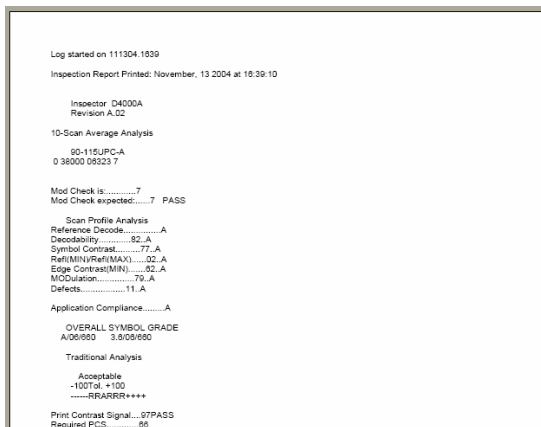 Log started on 111304.1639
Inspection Report Printed: November, 13 2004 at 16:39:10
Inspector D4000A
Revision A.02
10-Scan Average Analysis
90-115UPC-A
0 38000 06323 7
Mod Check is:............7
Mod Check expected:......7 PASS
Scan Profile Analysis
Reference Decode...............A
Decodability.............82..A
Symbol Contrast..........77..A
Refl(MIN)/Refl(MAX)......02..A
Edge Contrast(MIN).......62..A
MODulation...............79..A
Defects..................11..A
Application Compliance.........A
OVERALL SYMBOL GRADE
A/06/660 3.8/06/660
Traditional Analysis
Acceptable
-100Tol. +100
------RRARRR++++
Print Contrast Signal....97PASS
Required PCS.............66